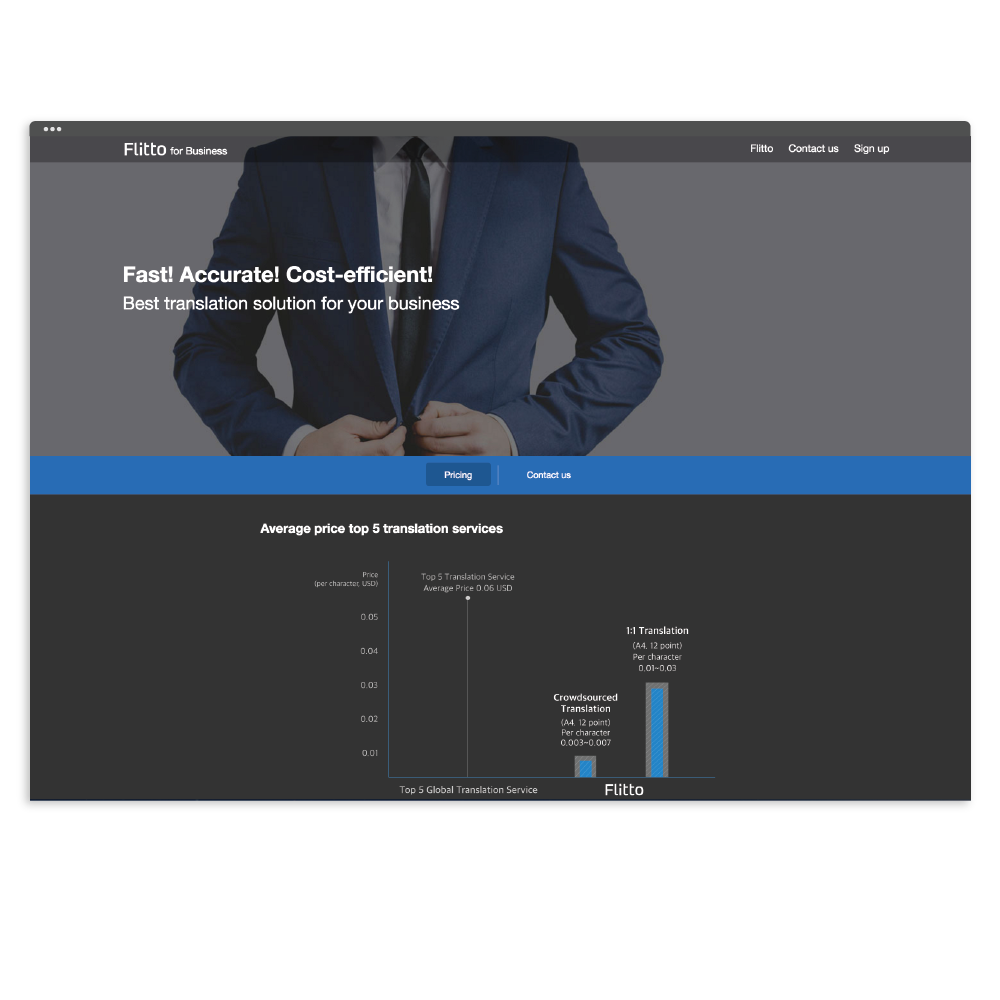 Flitto for Business
Flitto Contact us Sign up
Fast! Accurate! Cost-efficient!
Best translation solution for your business
Pricing Contact us
Average price top 5 translation services
Price
(per character, USD)
0.05
0.04
0.03
0.02
0.01
Top 5 Translation Service
Average Price 0.06 USD
Crowdsourced
Translation
(A4, 12 point)
Per character
0.003~0.007
1:1 Translation
(A4, 12 point)
Per character
0.01~0.03
Top 5 Global Translation Service
Flitto